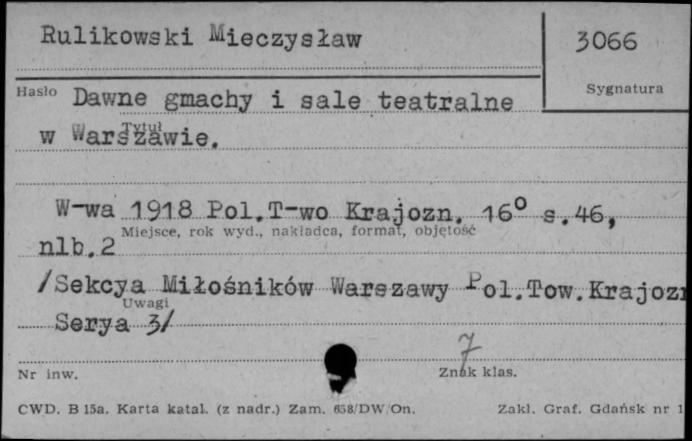 Rulikowski Mieczysław
3066
Hasło
Sygnatura
Dawne gmachy i sale teatralne
Tytuł
w Warszawie.
W-wa 1918 Pol.T-wo Krajozn. 16° s.46,
Miejsce, rok wyd., nakładca, format, objętość
nlb.2
/Sekcya Miłośników Warszawy Pol.Tow.Krajozn
Uwagi
Serya 3/
7
Nr inw.
Znak klas.
CWD. B 15a. Karta katal. (z nadr.) Zam. 658/DW/On.
Zakl. Graf. Gdańsk nr 1